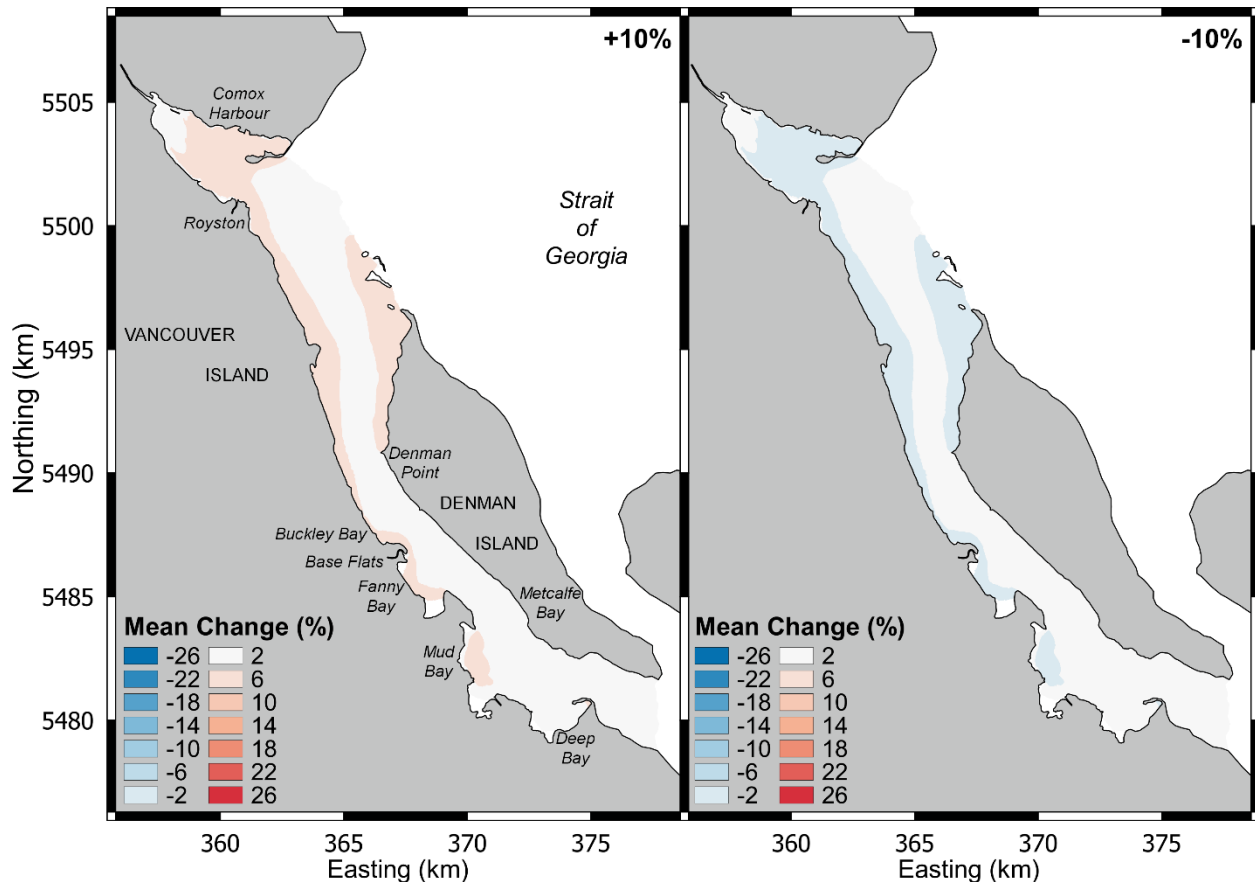 +10%
-10%
Comox
Harbour
Royston
Strait
of
Georgia
VANCOUVER
ISLAND
Denman
Point
DENMAN
ISLAND
Buckley Bay
Base Flats
Fanny
Bay
Metcalfe
Bay
Mud
Bay
Deep
Bay
Northing (km)
5505
5500
5495
5490
5485
5480
Mean Change (%)
-26 2
-22 6
-18 10
-14 14
-10 18
-6 22
-2 26
Mean Change (%)
-26 2
-22 6
-18 10
-14 14
-10 18
-6 22
-2 26
360 365 370 375
Easting (km)
360 365 370 375
Easting (km)